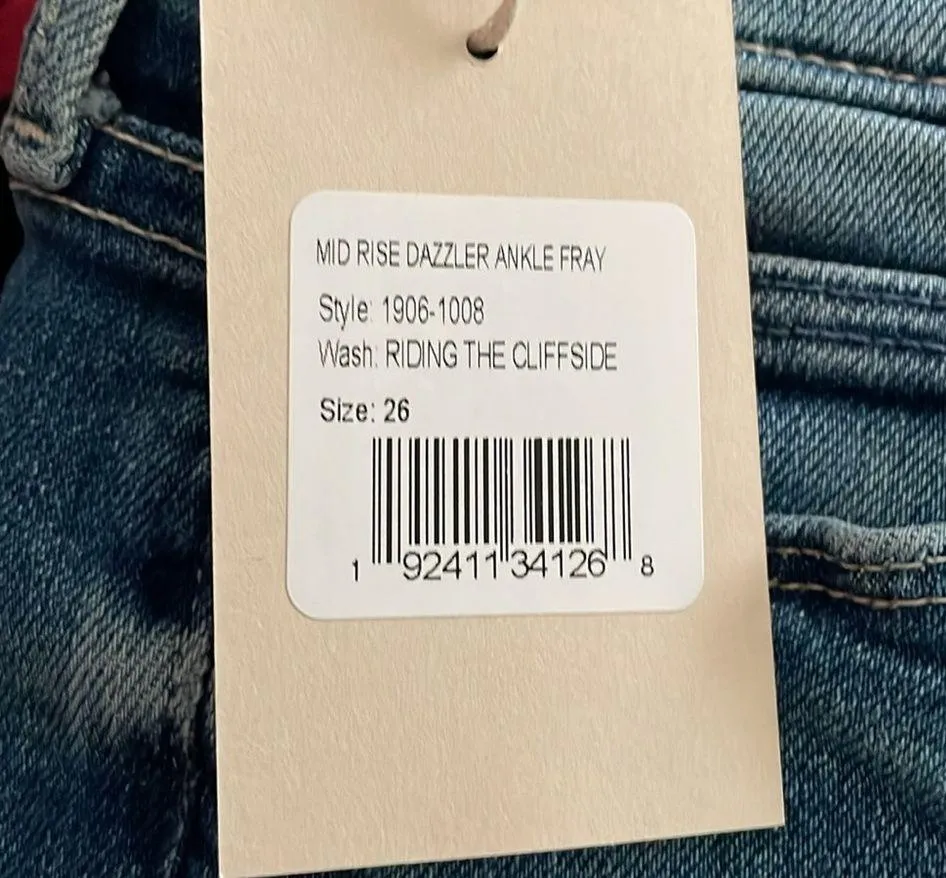 MID RISE DAZZLER ANKLE FRAY
Style: 1906-1008
Wash: RIDING THE CLIFFSIDE
Size: 26
1 92411 34126 8